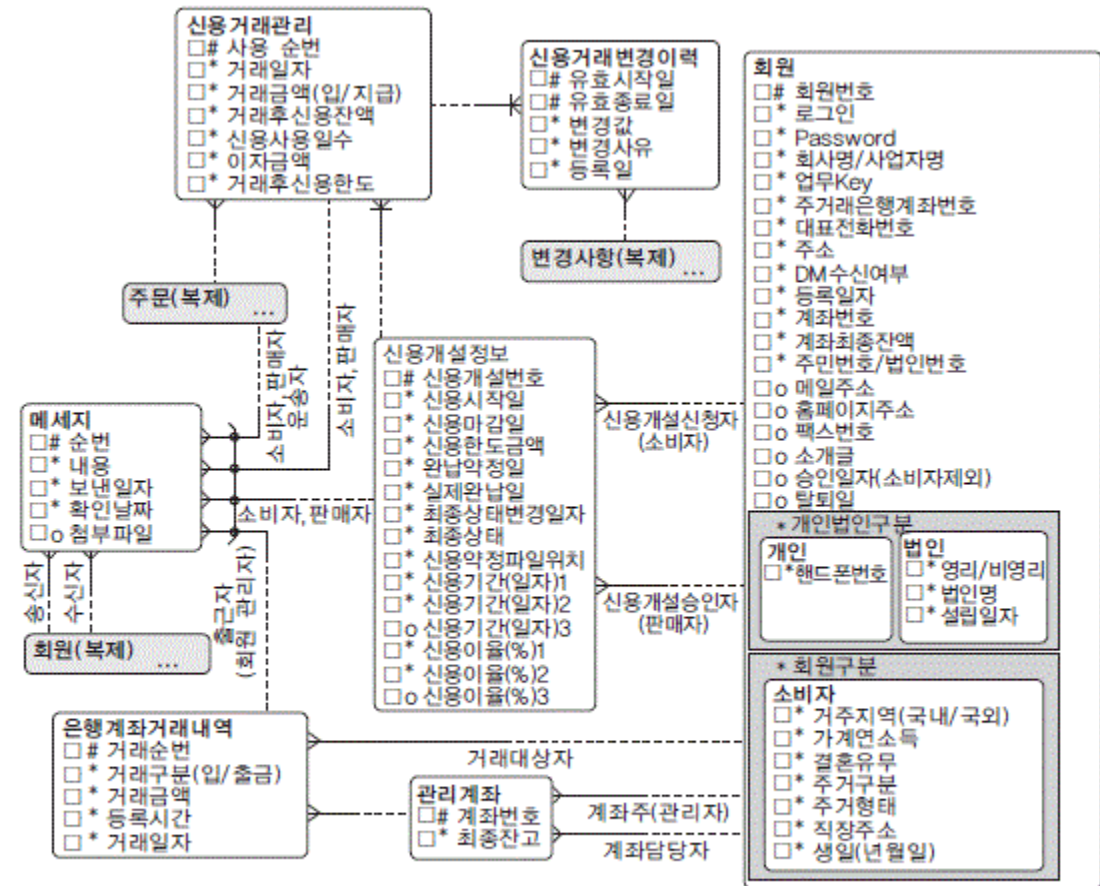 신용거래관리
□# 사용 순번
□* 거래일자
□* 거래금액(입/지급)
□* 거래후신용잔액
□* 신용사용일수
□* 이자금액
□* 거래후신용한도
신용거래변경이력
□# 유효시작일
□# 유효종료일
□* 변경값
□* 변경사유
□* 등록일
변경사항(복제) ...
주문(복제) ...
소비자, 판매자
운송자
소비자, 판매자
메세지
□# 순번
□* 내용
□* 보낸일자
□* 확인날짜
□o 첨부파일
소비자,판매자
송신자
수신자
출금자
(회원 관리자)
회원(복제) ...
신용개설정보
□# 신용개설번호
□* 신용시작일
□* 신용마감일
□* 신용한도금액
□* 완납약정일
□* 실제완납일
□* 최종상태변경일자
□* 최종상태
□* 신용약정파일위치
□* 신용기간(일자)1
□* 신용기간(일자)2
□o 신용기간(일자)3
□* 신용이율(%)1
□* 신용이율(%)2
□o 신용이율(%)3
신용개설신청자
(소비자)
신용개설승인자
(판매자)
회원
□# 회원번호
□* 로그인
□* Password
□* 회사명/사업자명
□* 업무Key
□* 주거래은행계좌번호
□* 대표전화번호
□* 주소
□* DM수신여부
□* 등록일자
□* 계좌번호
□* 계좌최종잔액
□* 주민번호/법인번호
□o 메일주소
□o 홈페이지주소
□o 팩스번호
□o 소개글
□o 승인일자(소비자제외)
□o 탈퇴일
* 개인법인구분
개인
□*핸드폰번호
법인
□* 영리/비영리
□* 법인명
□* 설립일자
* 회원구분
소비자
□* 거주지역(국내/국외)
□* 가계연소득
□* 결혼유무
□* 주거구분
□* 주거형태
□* 직장주소
□* 생일(년월일)
은행계좌거래내역
□# 거래순번
□* 거래구분(입/출금)
□* 거래금액
□* 등록시간
□* 거래일자
거래대상자
관리계좌
□# 계좌번호
□* 최종잔고
계좌주(관리자)
계좌담당자